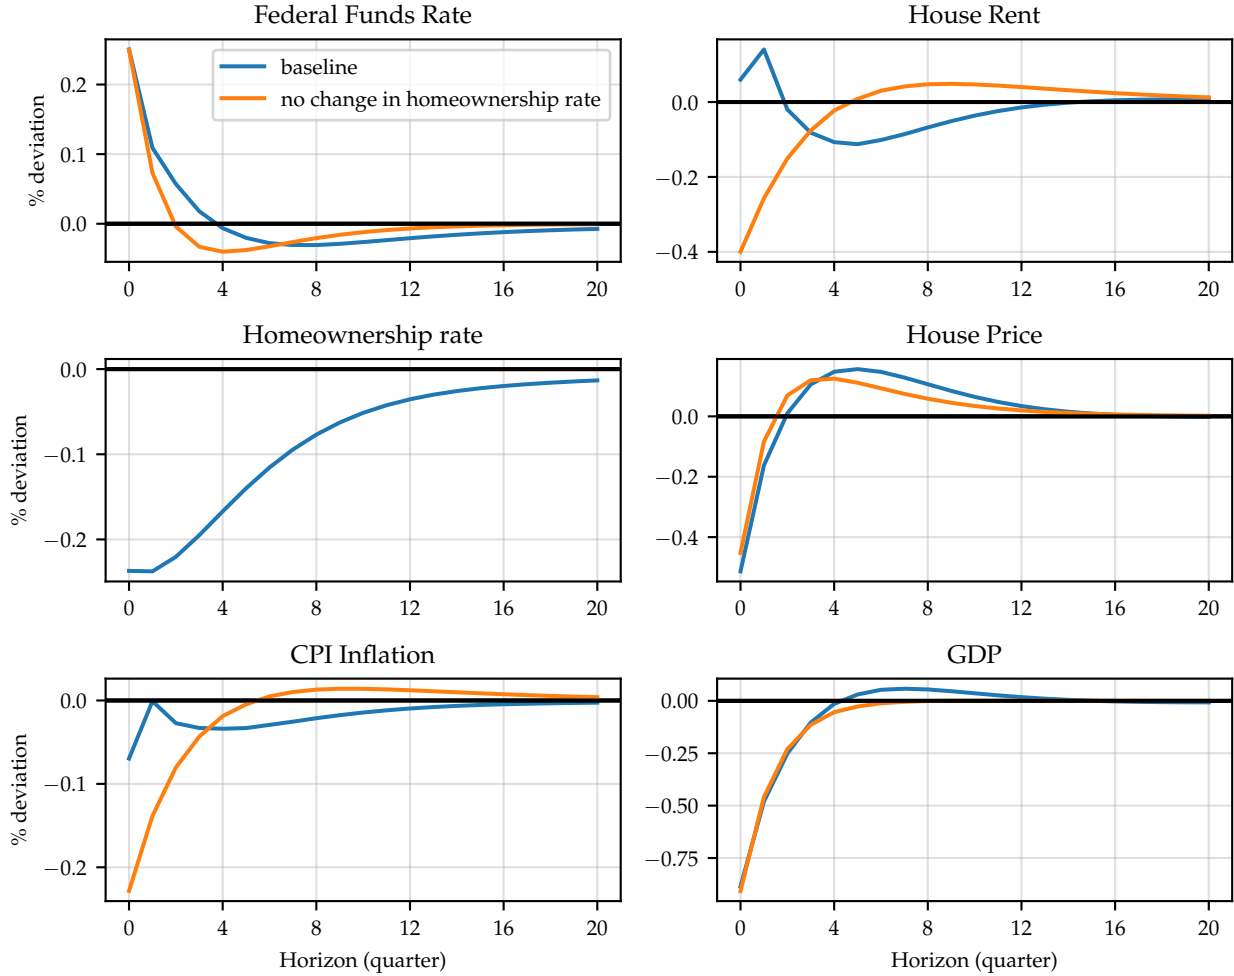 Federal Funds Rate
House Rent
baseline
no change in homeownership rate
% deviation
0.2
0.1
0.0
0 4 8 12 16 20
0.0
−0.2
−0.4
0 4 8 12 16 20
Homeownership rate
House Price
% deviation
0.0
−0.1
−0.2
0 4 8 12 16 20
0.0
−0.2
−0.4
0 4 8 12 16 20
CPI Inflation
GDP
% deviation
0.0
−0.1
−0.2
0 4 8 12 16 20
Horizon (quarter)
0.00
−0.25
−0.50
−0.75
0 4 8 12 16 20
Horizon (quarter)